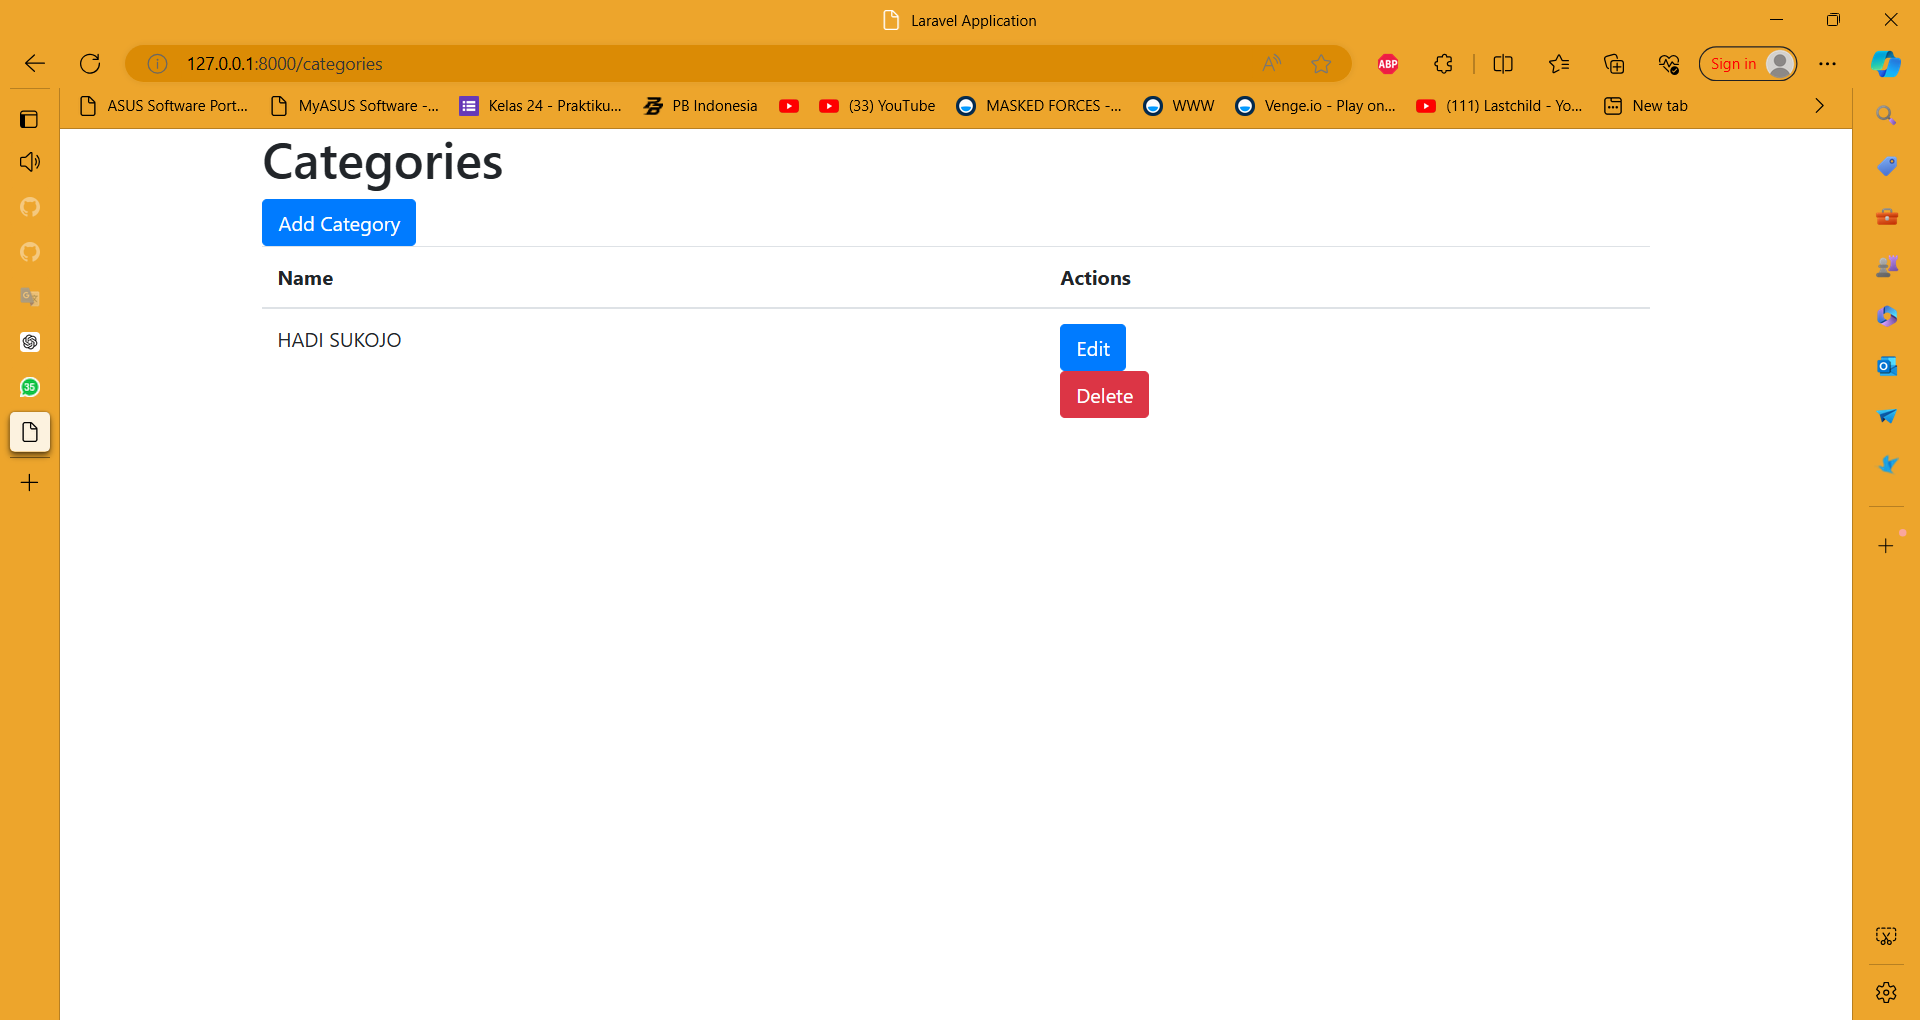 Laravel Application
127.0.0.1:8000/categories
ABP
Sign in
ASUS Software Port...
MyASUS Software -...
Kelas 24 - Praktiku...
PB Indonesia
(33) YouTube
MASKED FORCES -...
WWW
Venge.io - Play on...
(111) Lastchild - Yo...
New tab
35
Categories
Add Category
Name Actions
HADI SUKOJO
Edit
Delete